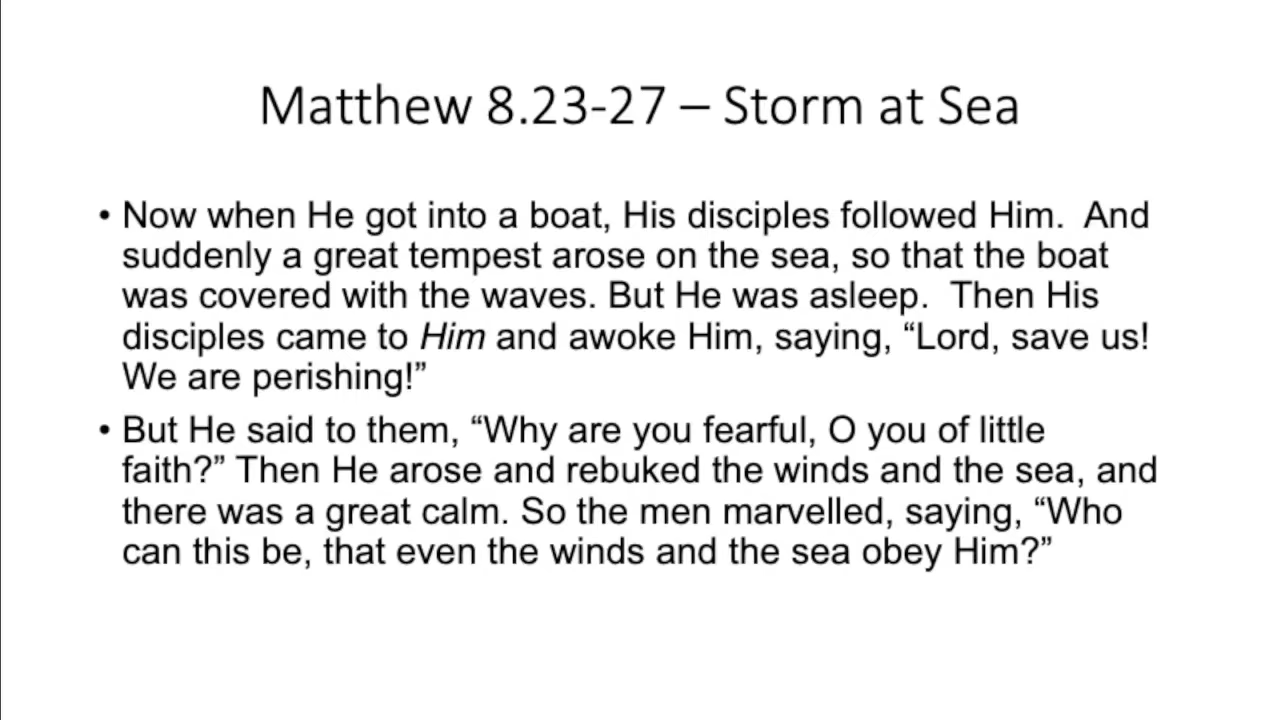 Matthew 8.23-27 – Storm at Sea
• Now when He got into a boat, His disciples followed Him.  And
suddenly a great tempest arose on the sea, so that the boat
was covered with the waves. But He was asleep.  Then His
disciples came to Him and awoke Him, saying, “Lord, save us!
We are perishing!”
• But He said to them, “Why are you fearful, O you of little
faith?” Then He arose and rebuked the winds and the sea, and
there was a great calm. So the men marvelled, saying, “Who
can this be, that even the winds and the sea obey Him?”